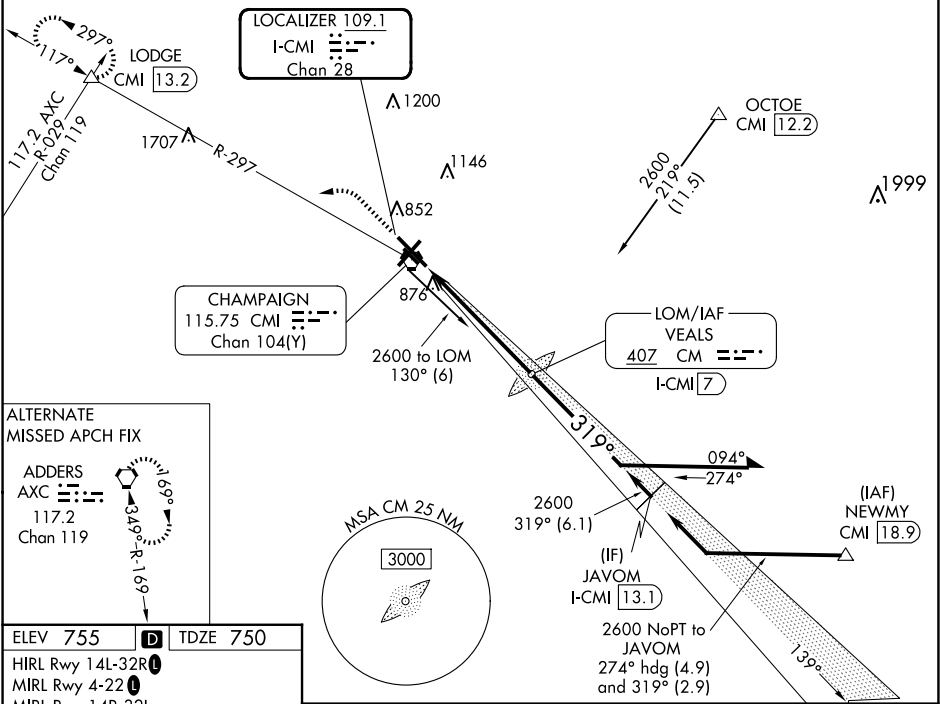 LOCALIZER 109.1
I-CMI
Chan 28
297°
117°
LODGE
CMI 13.2
117.2 AXC
R-029
Chan 119
1707
R-297
1200
1146
852
OCTOE
CMI 12.2
2600
219°
(11.5)
1999
CHAMPAIGN
115.75 CMI
Chan 104(Y)
876
2600 to LOM
130° (6)
LOM/IAF
VEALS
407 CM
I-CMI 7
319°
094°
274°
2600
319° (6.1)
(IF)
JAVOM
I-CMI 13.1
(IAF)
NEWMY
CMI 18.9
2600 NoPT to
JAVOM
274° hdg (4.9)
and 319° (2.9)
139°
ALTERNATE
MISSED APCH FIX
ADDERS
AXC
117.2
Chan 119
169°
349°
R-169
MSA CM 25 NM
3000
ELEV 755 D TDZE 750
HIRL Rwy 14L-32R L
MIRL Rwy 4-22 L
MIRL Rwy 14R-32L